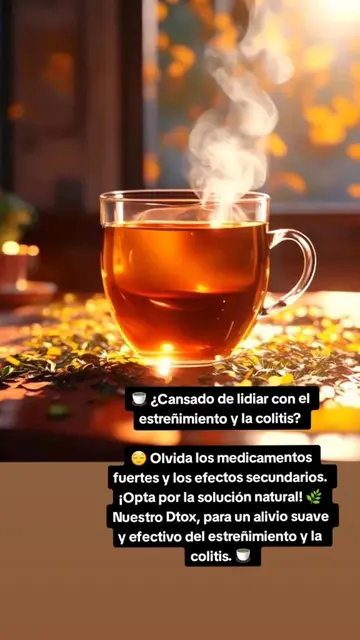 ☕ ¿Cansado de lidiar con el
estreñimiento y la colitis?
😌 Olvida los medicamentos
fuertes y los efectos secundarios.
¡Opta por la solución natural! 🌿
Nuestro Dtox, para un alivio suave
y efectivo del estreñimiento y la
colitis. ☕